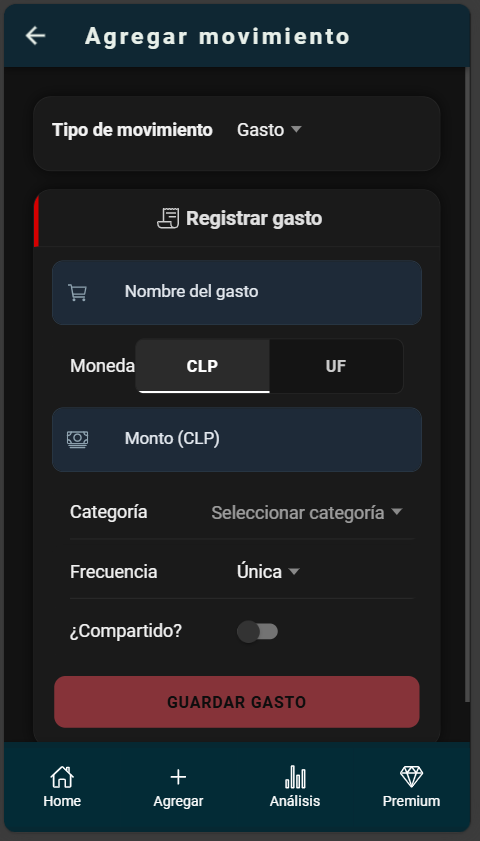 Agregar movimiento
Tipo de movimiento Gasto
Registrar gasto
Nombre del gasto
Moneda CLP UF
Monto (CLP)
Categoría Seleccionar categoría
Frecuencia Única
¿Compartido?
GUARDAR GASTO
Home Agregar Análisis Premium